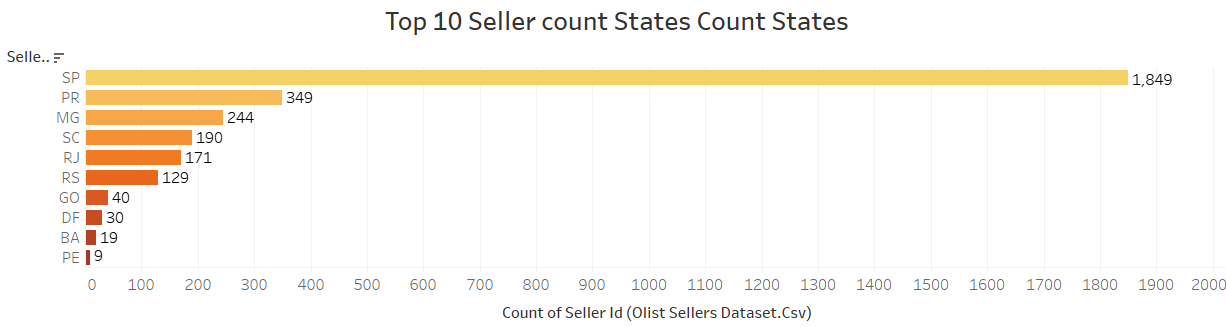 Top 10 Seller count States Count States
Selle..
SP 1,849
PR 349
MG 244
SC 190
RJ 171
RS 129
GO 40
DF 30
BA 19
PE 9
0 100 200 300 400 500 600 700 800 900 1000 1100 1200 1300 1400 1500 1600 1700 1800 1900 2000
Count of Seller Id (Olist Sellers Dataset.Csv)